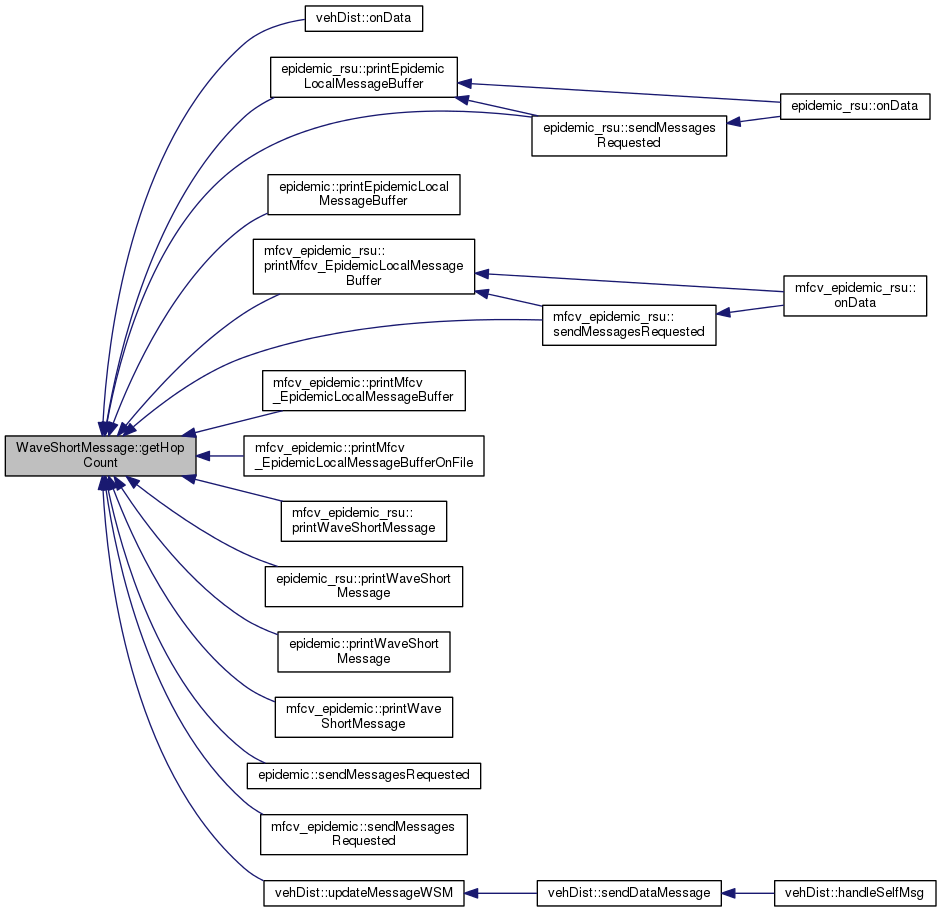 vehDist::onData
epidemic_rsu::printEpidemic
LocalMessageBuffer
epidemic_rsu::onData
epidemic_rsu::sendMessages
Requested
epidemic::printEpidemicLocal
MessageBuffer
mfcv_epidemic_rsu::
printMfcv_EpidemicLocalMessage
Buffer
mfcv_epidemic_rsu::
onData
mfcv_epidemic_rsu::
sendMessagesRequested
mfcv_epidemic::printMfcv
_EpidemicLocalMessageBuffer
WaveShortMessage::getHop
Count
mfcv_epidemic::printMfcv
_EpidemicLocalMessageBufferOnFile
mfcv_epidemic_rsu::
printWaveShortMessage
epidemic_rsu::printWaveShort
Message
epidemic::printWaveShort
Message
mfcv_epidemic::printWave
ShortMessage
epidemic::sendMessagesRequested
mfcv_epidemic::sendMessages
Requested
vehDist::updateMessageWSM
vehDist::sendDataMessage
vehDist::handleSelfMsg